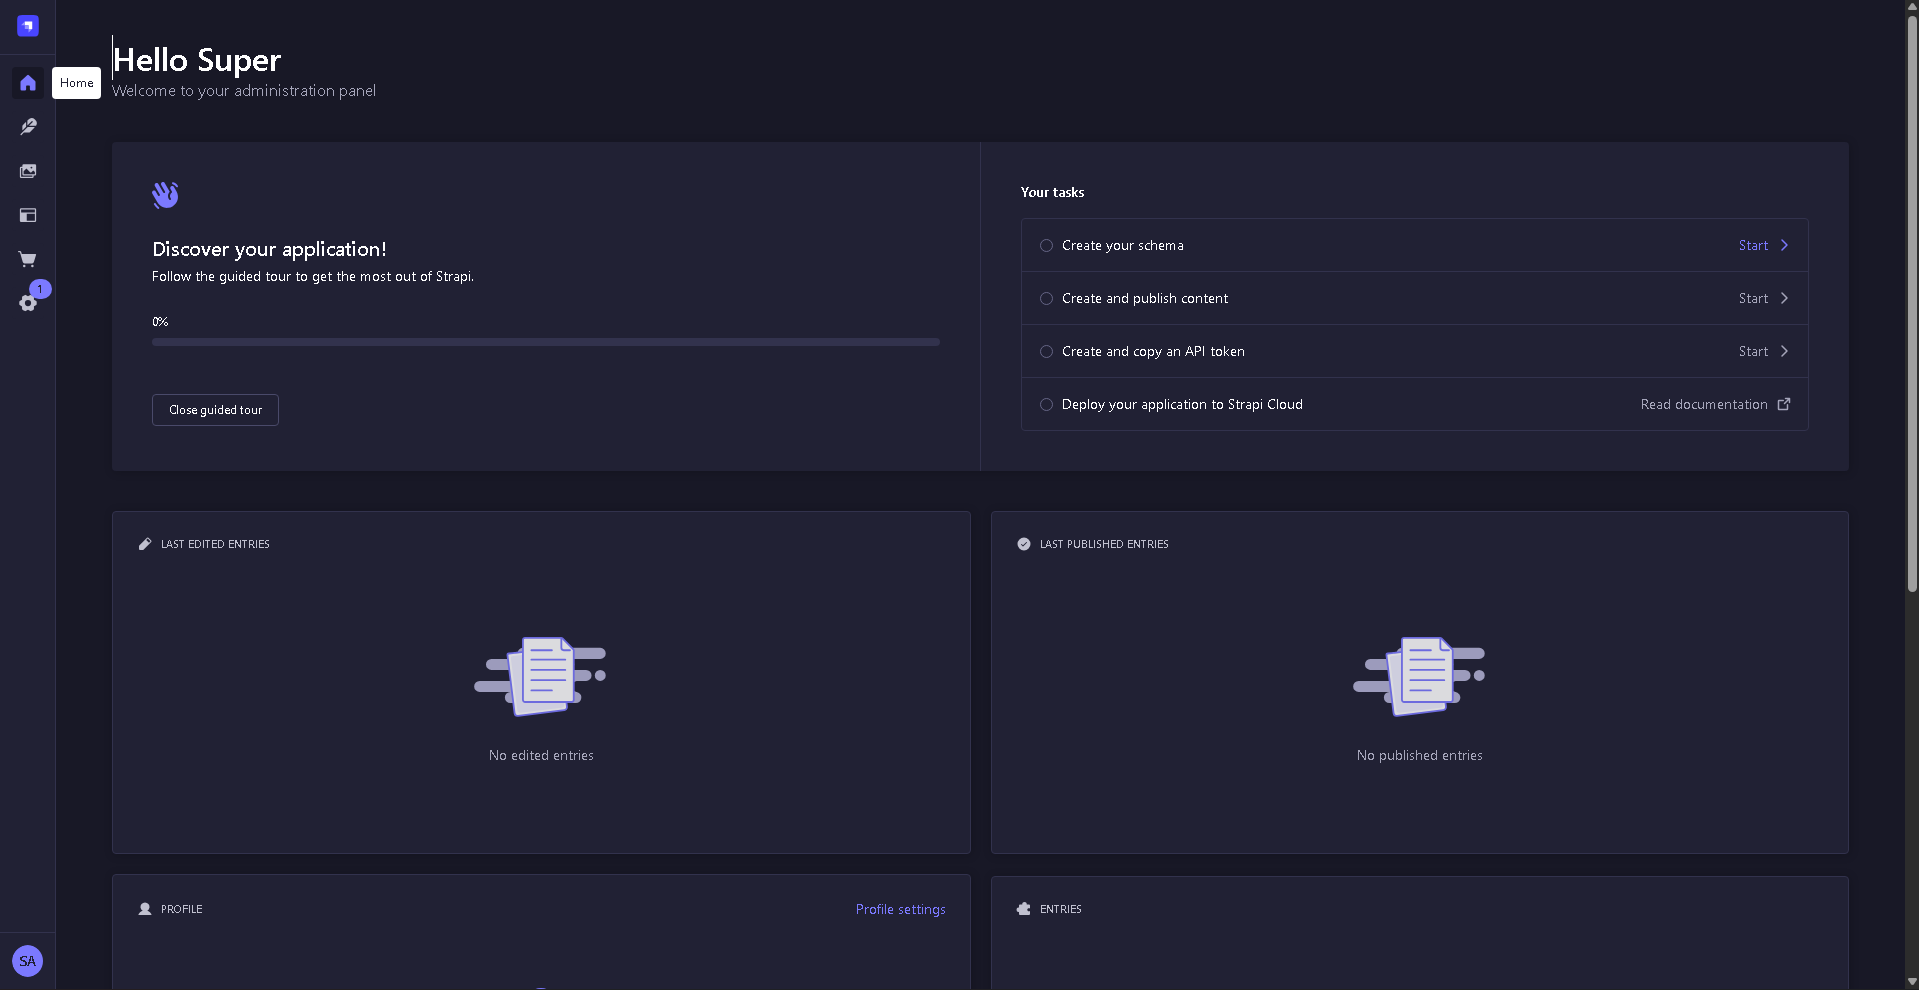 Hello Super
Home
Welcome to your administration panel
Discover your application!
Follow the guided tour to get the most out of Strapi.
0%
Close guided tour
Your tasks
Create your schema Start
Create and publish content Start
Create and copy an API token Start
Deploy your application to Strapi Cloud Read documentation
1
LAST EDITED ENTRIES
No edited entries
LAST PUBLISHED ENTRIES
No published entries
PROFILE Profile settings
ENTRIES
SA